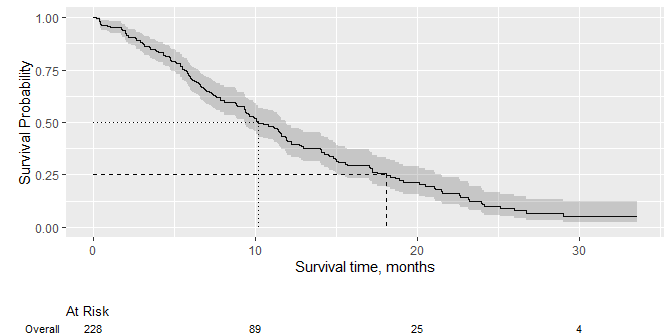 1.00
0.75
0.50
0.25
0.00
Survival Probability
0 10 20 30
Survival time, months
At Risk
Overall 228 89 25 4